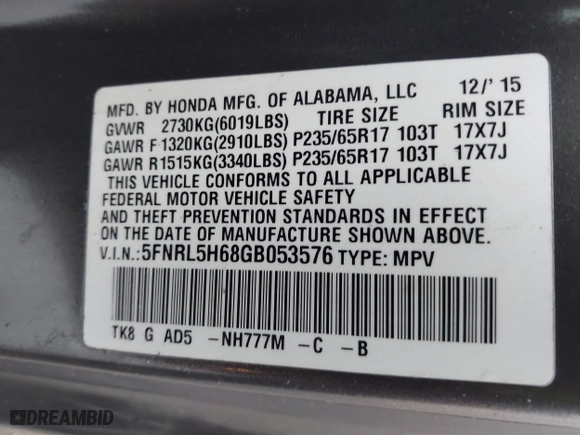 MFD. BY HONDA MFG. OF ALABAMA, LLC 12/'15
GVWR 2730KG(6019LBS) TIRE SIZE RIM SIZE
GAWR F 1320KG(2910LBS) P235/65R17 103T 17X7J
GAWR R1515KG(3340LBS) P235/65R17 103T 17X7J
THIS VEHICLE CONFORMS TO ALL APPLICABLE
FEDERAL MOTOR VEHICLE SAFETY
AND THEFT PREVENTION STANDARDS IN EFFECT
ON THE DATE OF MANUFACTURE SHOWN ABOVE.
V.I.N.:5FNRL5H68GB053576 TYPE: MPV
TK8 G AD5 -NH777M -C -B
DREAMBID